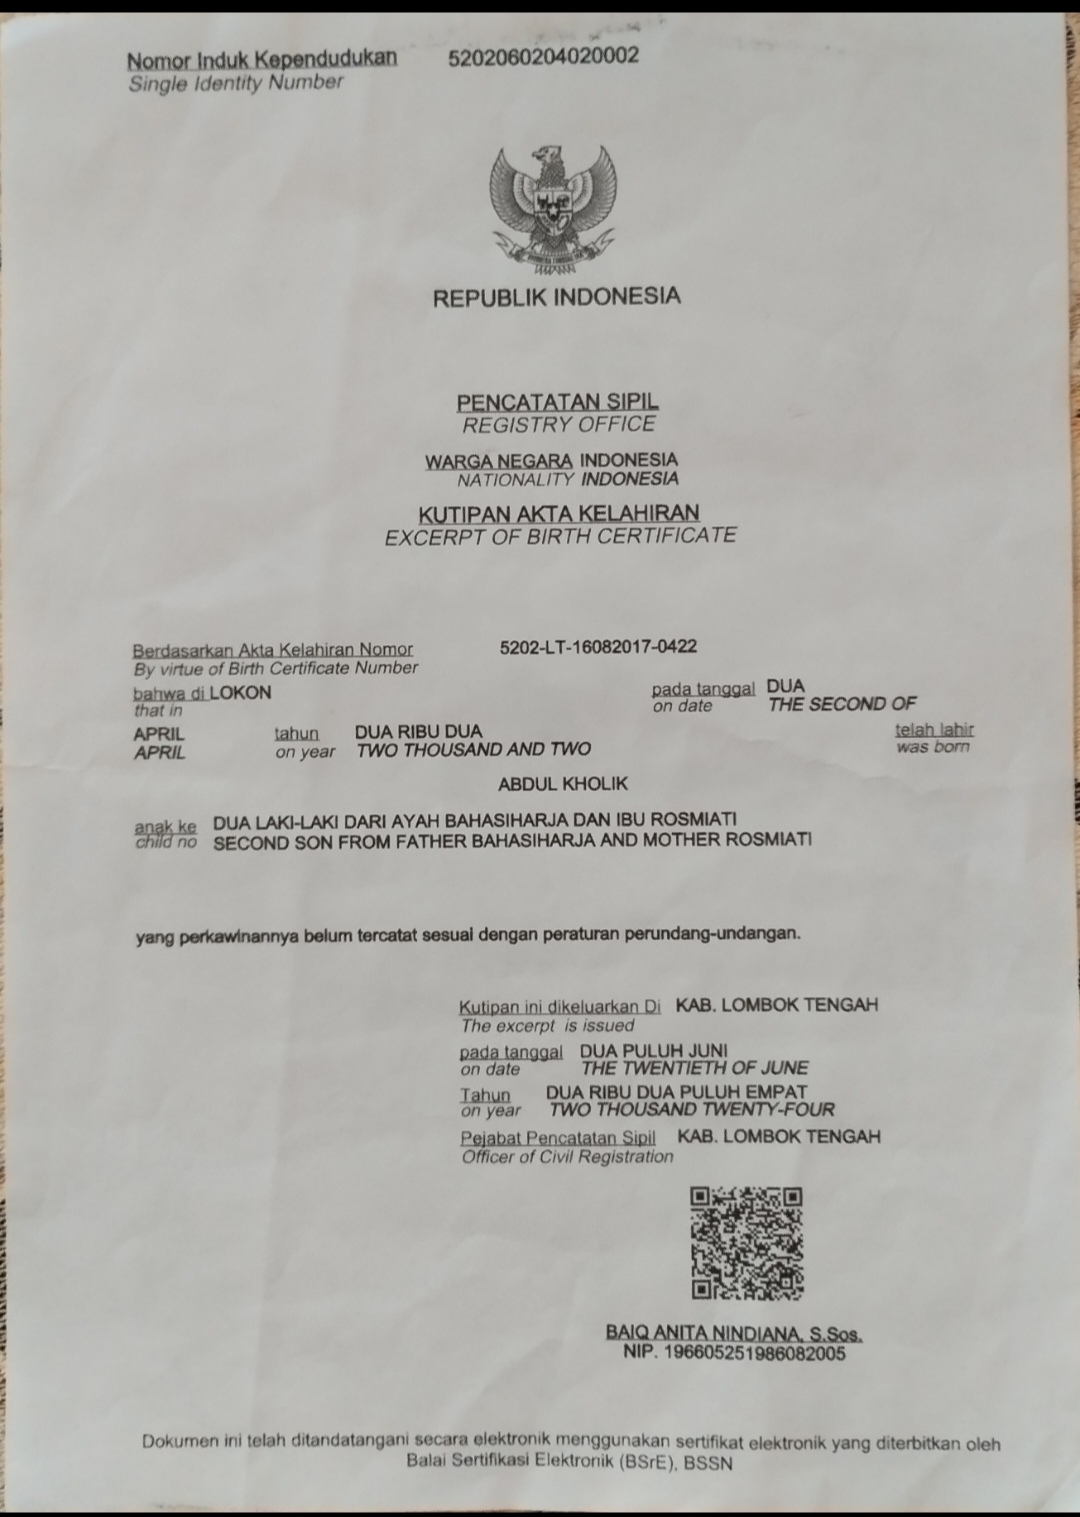 Nomor Induk Kependudukan 5202060204020002
Single Identity Number
REPUBLIK INDONESIA
PENCATATAN SIPIL
REGISTRY OFFICE
WARGA NEGARA INDONESIA
NATIONALITY INDONESIA
KUTIPAN AKTA KELAHIRAN
EXCERPT OF BIRTH CERTIFICATE
Berdasarkan Akta Kelahiran Nomor 5202-LT-16082017-0422
By virtue of Birth Certificate Number
bahwa di LOKON pada tanggal DUA
that in on date THE SECOND OF
APRIL tahun DUA RIBU DUA telah lahir
APRIL on year TWO THOUSAND AND TWO was born
ABDUL KHOLIK
anak ke DUA LAKI-LAKI DARI AYAH BAHASIHARJA DAN IBU ROSMIATI
child no SECOND SON FROM FATHER BAHASIHARJA AND MOTHER ROSMIATI
yang perkawinannya belum tercatat sesuai dengan peraturan perundang-undangan.
Kutipan ini dikeluarkan Di KAB. LOMBOK TENGAH
The excerpt is issued
pada tanggal DUA PULUH JUNI
on date THE TWENTIETH OF JUNE
Tahun DUA RIBU DUA PULUH EMPAT
on year TWO THOUSAND TWENTY-FOUR
Pejabat Pencatatan Sipil KAB. LOMBOK TENGAH
Officer of Civil Registration
BAIQ ANITA NINDIANA, S.Sos.
NIP. 196605251986082005
Dokumen ini telah ditandatangani secara elektronik menggunakan sertifikat elektronik yang diterbitkan oleh
Balai Sertifikasi Elektronik (BSrE), BSSN